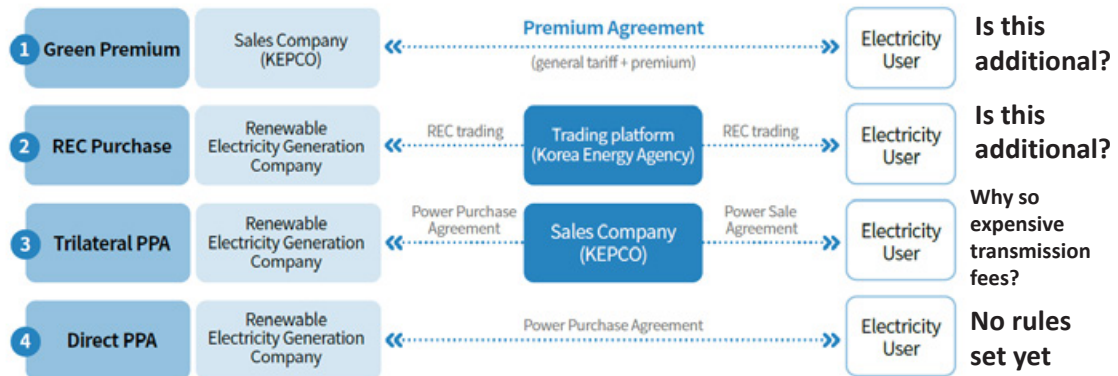 1
Green Premium
Sales Company
(KEPCO)
Premium Agreement
(general tariff + premium)
Electricity
User
Is this
additional?
2
REC Purchase
Renewable
Electricity Generation
Company
REC trading
Trading platform
(Korea Energy Agency)
REC trading
Electricity
User
Is this
additional?
3
Trilateral PPA
Renewable
Electricity Generation
Company
Power Purchase
Agreement
Sales Company
(KEPCO)
Power Sale
Agreement
Electricity
User
Why so
expensive
transmission
fees?
4
Direct PPA
Renewable
Electricity Generation
Company
Power Purchase Agreement
Electricity
User
No rules
set yet